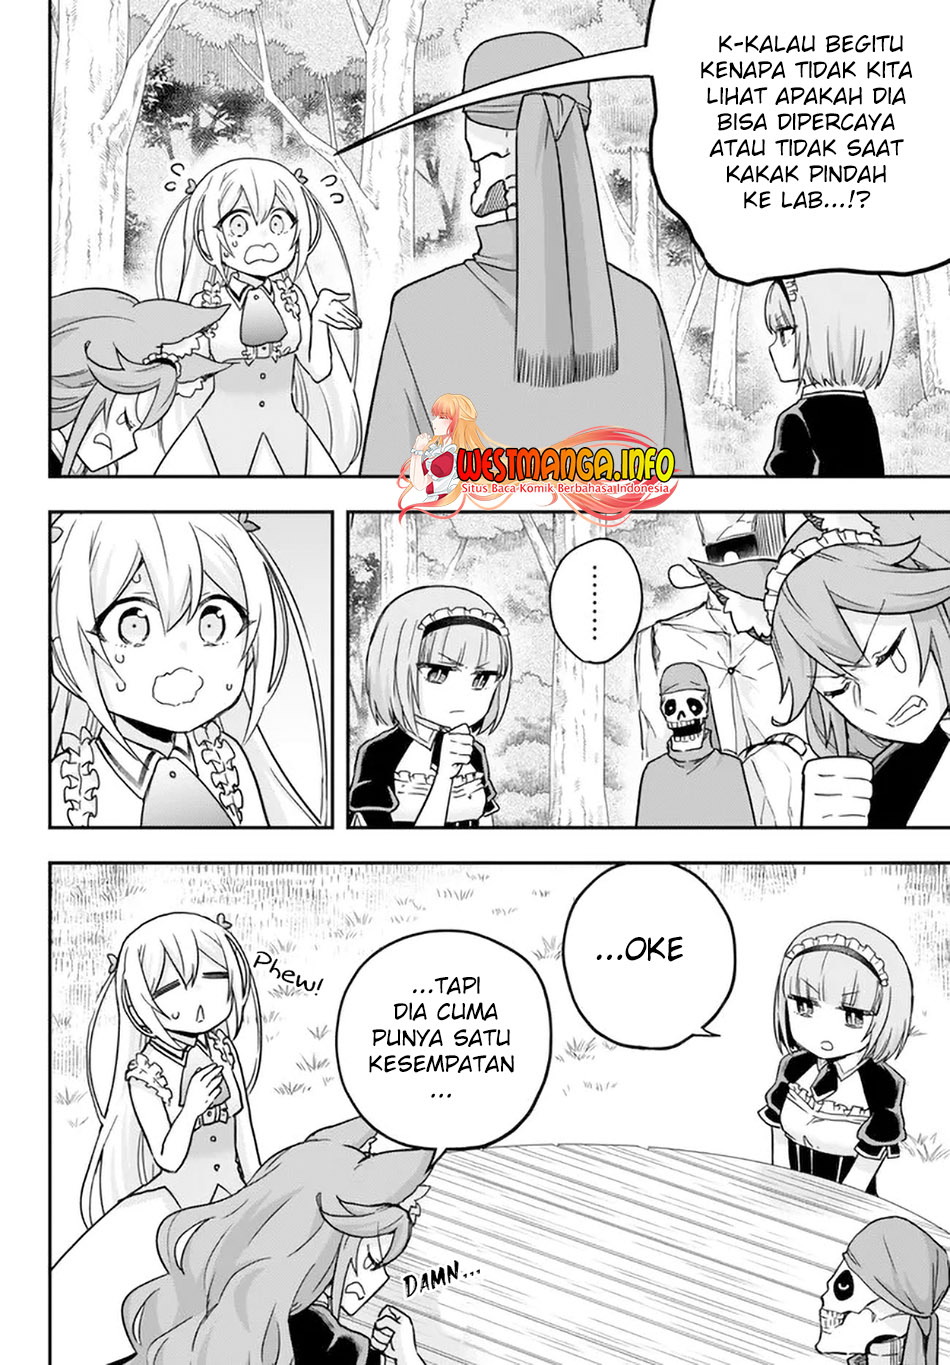 K-KALAU BEGITU
KENAPA TIDAK KITA
LIHAT APAKAH DIA
BISA DIPERCAYA
ATAU TIDAK SAAT
KAKAK PINDAH
KE LAB...!?
WESTMANGA.INFO
Situs Baca Komik Berbahasa Indonesia
.........
...OKE
Phew!
...TAPI
DIA CUMA
PUNYA SATU
KESEMPATAN
...
DAMN...